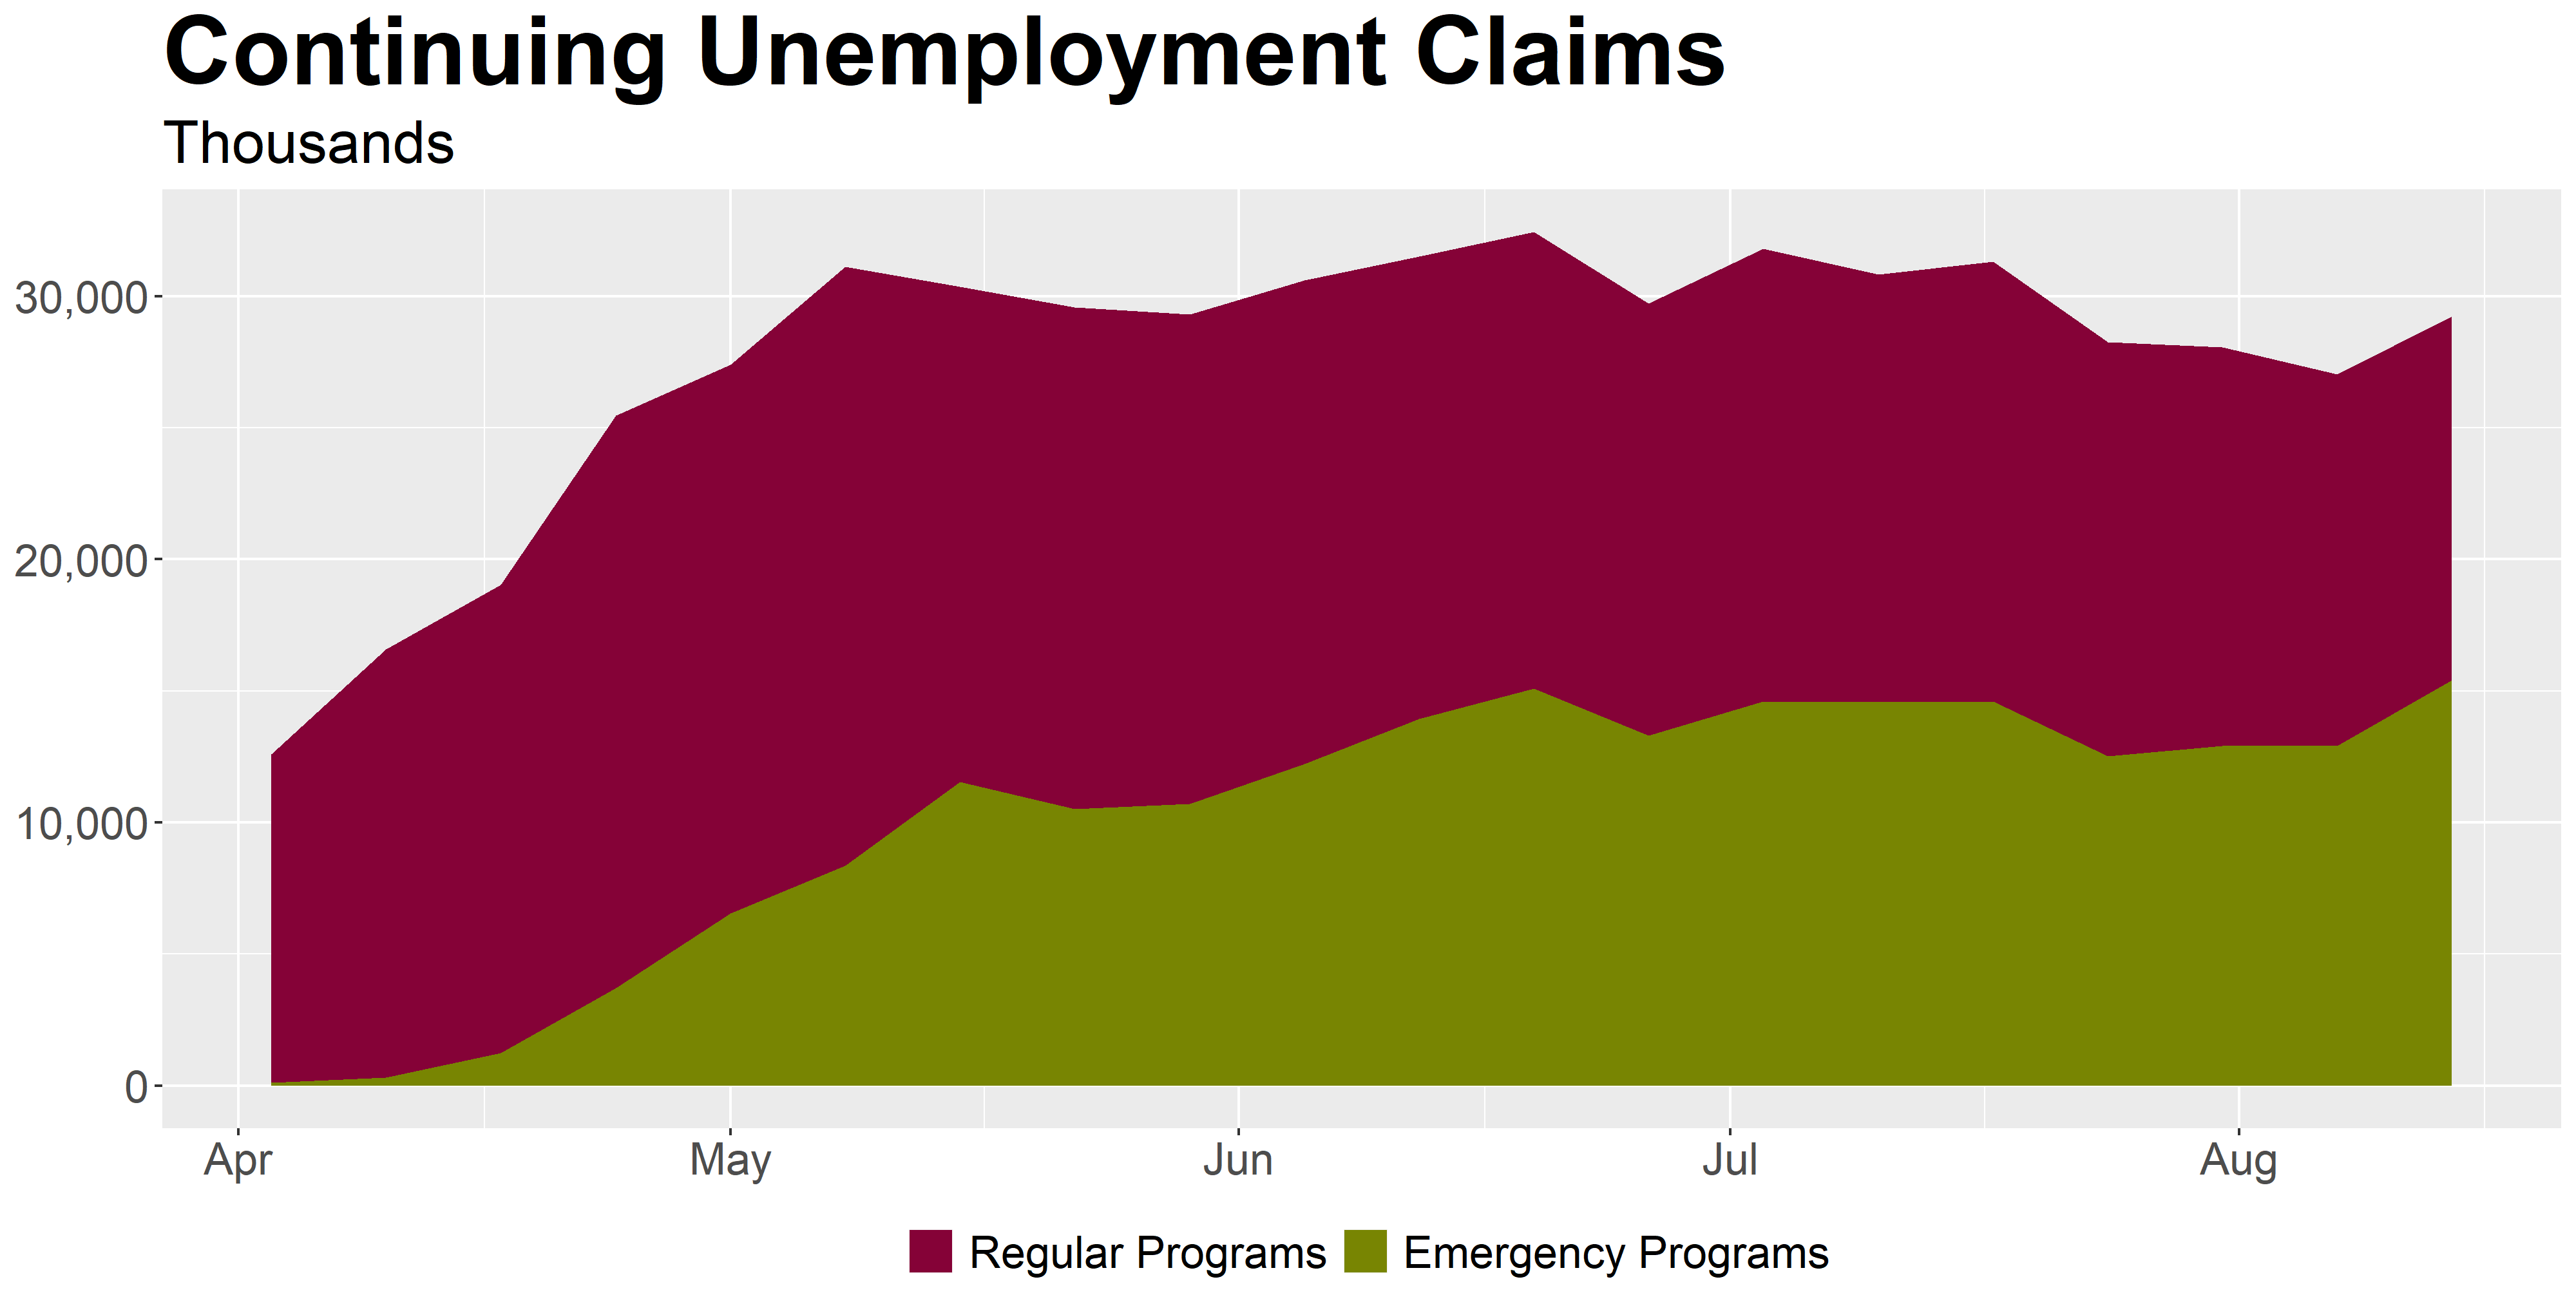 Continuing Unemployment Claims
Thousands
30,000
20,000
10,000
0
Apr May Jun Jul Aug
Regular Programs Emergency Programs